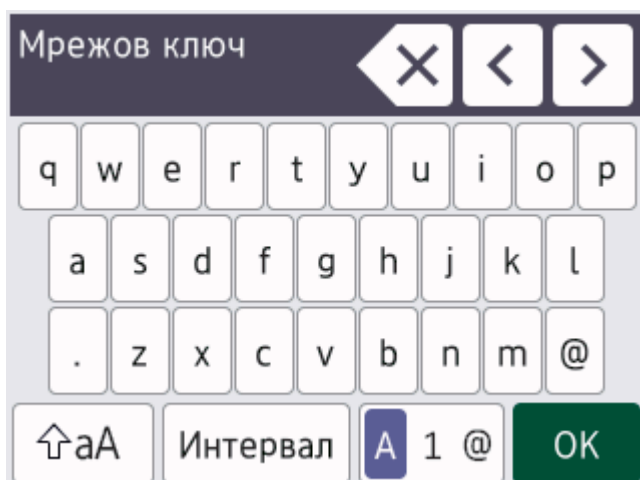 Мрежов ключ
q w e r t y u i o p
a s d f g h j k l
. z x c v b n m @
aA Интервал A 1 @ OK